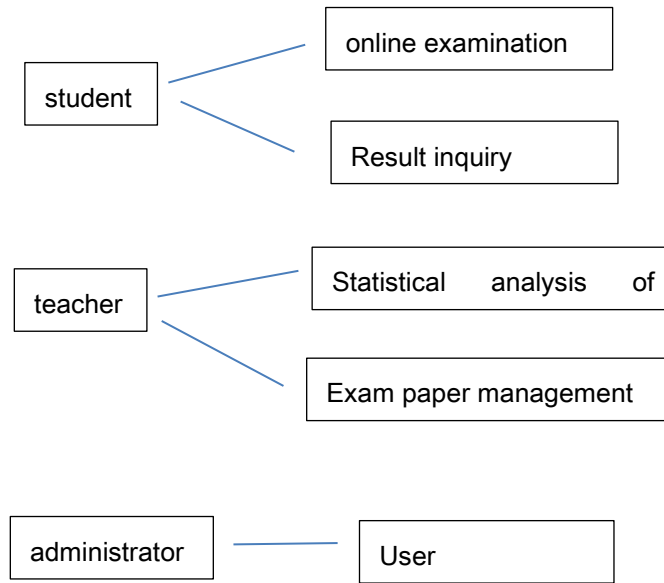 online examination
student
Result inquiry
Statistical analysis of
teacher
Exam paper management
administrator
User